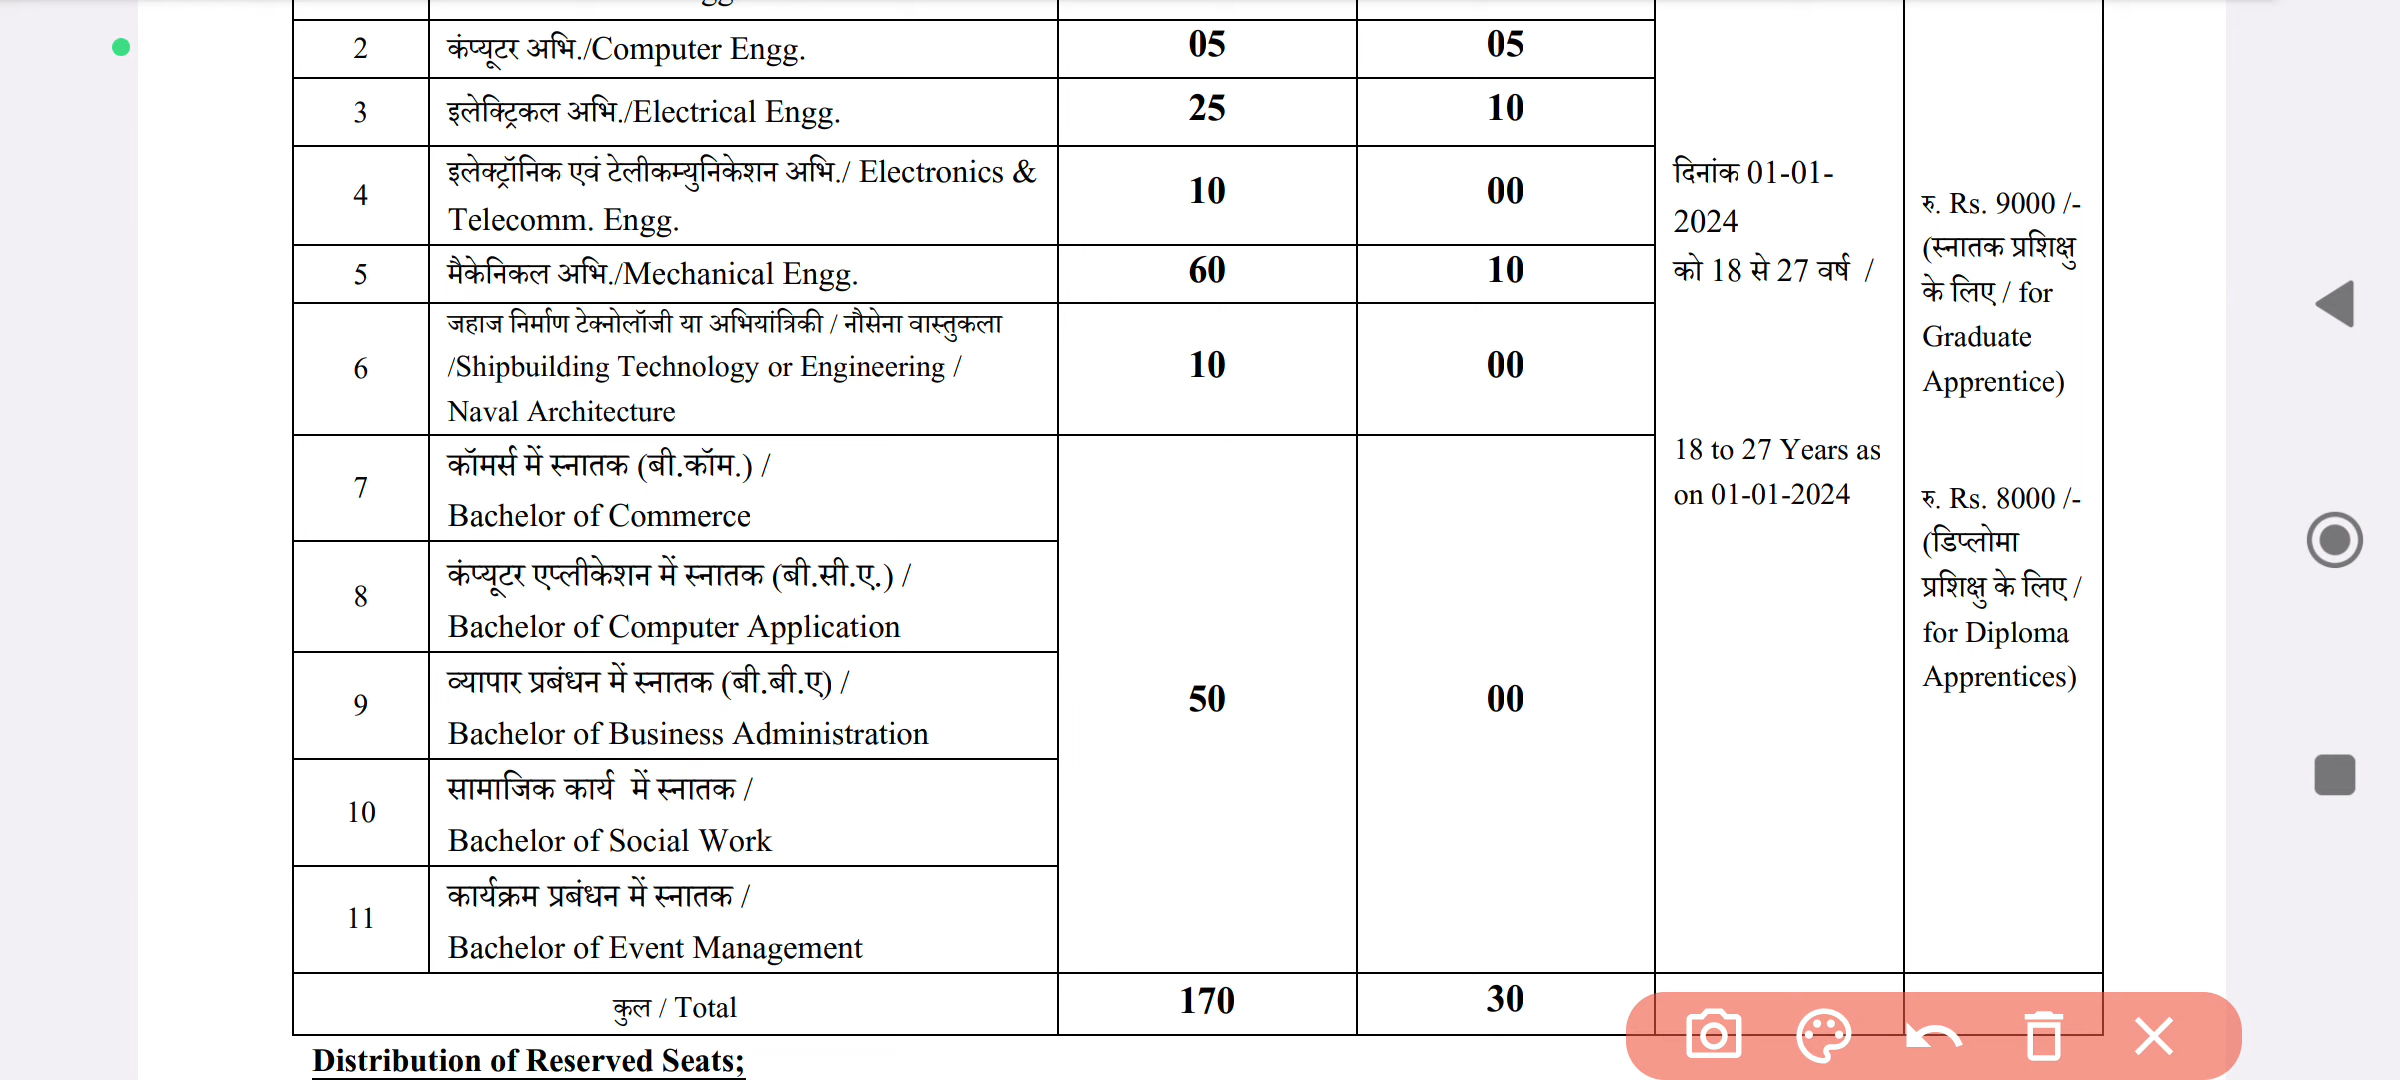 2 कंप्यूटर अभि./Computer Engg. 05 05
3 इलेक्ट्रिकल अभि./Electrical Engg. 25 10
4 इलेक्ट्रॉनिक एवं टेलीकम्युनिकेशन अभि./ Electronics &
Telecomm. Engg. 10 00
5 मैकेनिकल अभि./Mechanical Engg. 60 10
6 जहाज निर्माण टेक्नोलॉजी या अभियांत्रिकी / नौसेना वास्तुकला
/Shipbuilding Technology or Engineering /
Naval Architecture 10 00
7 कॉमर्स में स्नातक (बी.कॉम.) /
Bachelor of Commerce
8 कंप्यूटर एप्लीकेशन में स्नातक (बी.सी.ए.) /
Bachelor of Computer Application
9 व्यापार प्रबंधन में स्नातक (बी.बी.ए) /
Bachelor of Business Administration
50 00
10 सामाजिक कार्य में स्नातक /
Bachelor of Social Work
11 कार्यक्रम प्रबंधन में स्नातक /
Bachelor of Event Management
दिनांक 01-01-
2024
को 18 से 27 वर्ष /
18 to 27 Years as
on 01-01-2024
रु. Rs. 9000 /-
(स्नातक प्रशिक्षु
के लिए / for
Graduate
Apprentice)
रु. Rs. 8000 /-
(डिप्लोमा
प्रशिक्षु के लिए /
for Diploma
Apprentices)
कुल / Total 170 30
Distribution of Reserved Seats;